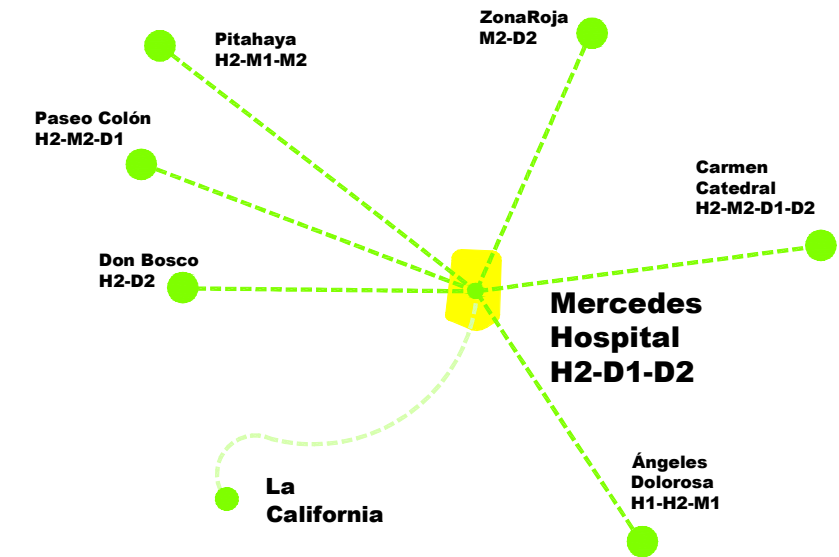 ZonaRoja
M2-D2
Pitahaya
H2-M1-M2
Paseo Colón
H2-M2-D1
Carmen
Catedral
H2-M2-D1-D2
Don Bosco
H2-D2
Mercedes
Hospital
H2-D1-D2
Ángeles
Dolorosa
H1-H2-M1
La
California